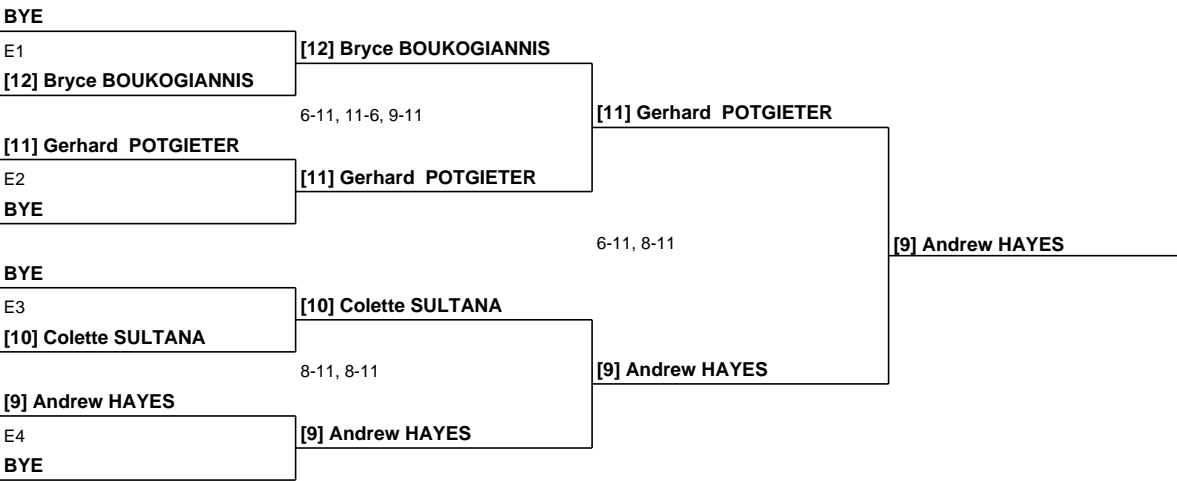 BYE
E1
[12] Bryce BOUKOGIANNIS
[12] Bryce BOUKOGIANNIS
6-11, 11-6, 9-11
[11] Gerhard POTGIETER
[11] Gerhard POTGIETER
E2
[11] Gerhard POTGIETER
BYE
6-11, 8-11
[9] Andrew HAYES
BYE
E3
[10] Colette SULTANA
[10] Colette SULTANA
8-11, 8-11
[9] Andrew HAYES
[9] Andrew HAYES
E4
[9] Andrew HAYES
BYE